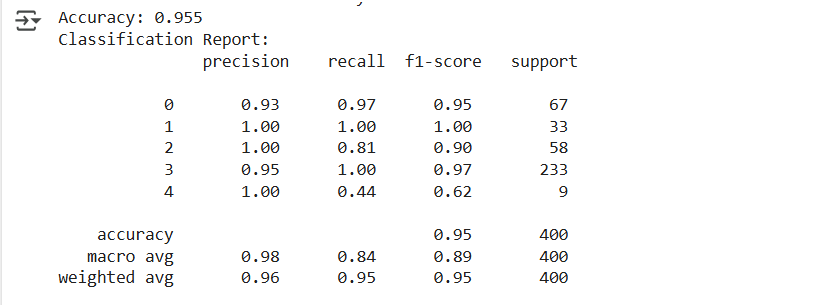 Accuracy: 0.955
Classification Report:
precision recall f1-score support
0 0.93 0.97 0.95 67
1 1.00 1.00 1.00 33
2 1.00 0.81 0.90 58
3 0.95 1.00 0.97 233
4 1.00 0.44 0.62 9
accuracy 0.95 400
macro avg 0.98 0.84 0.89 400
weighted avg 0.96 0.95 0.95 400